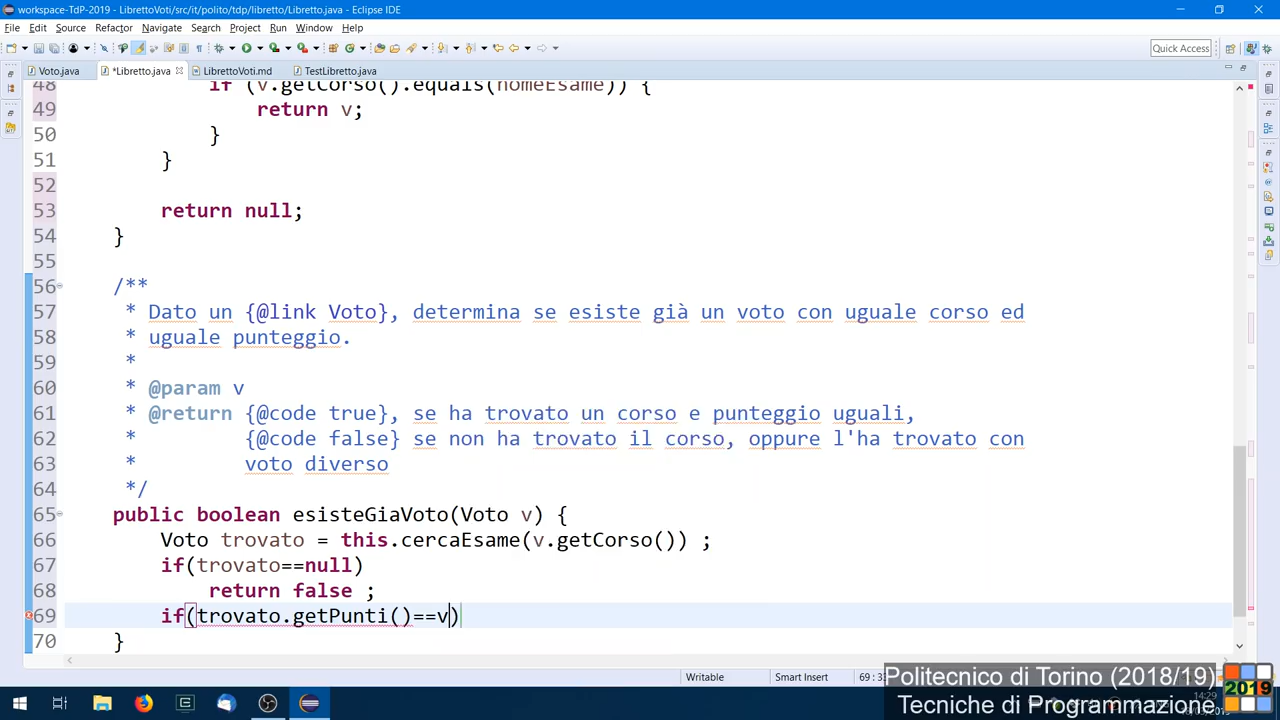 workspace-TdP-2019 - LibrettoVoti/src/it/polito/tdp/libretto/Libretto.java - Eclipse IDE
File Edit Source Refactor Navigate Search Project Run Window Help
Quick Access
Voto.java *Libretto.java LibrettoVoti.md TestLibretto.java
48 if (v.getCorso().equals(nomeEsame)) {
49 return v;
50 }
51 }
52
53 return null;
54 }
55
56 /**
57 * Dato un {@link Voto}, determina se esiste già un voto con uguale corso ed
58 * uguale punteggio.
59 *
60 * @param v
61 * @return {@code true}, se ha trovato un corso e punteggio uguali,
62 * {@code false} se non ha trovato il corso, oppure l'ha trovato con
63 * voto diverso
64 */
65 public boolean esisteGiaVoto(Voto v) {
66 Voto trovato = this.cercaEsame(v.getCorso()) ;
67 if(trovato==null)
68 return false ;
69 if(trovato.getPunti()==v)
70 }
Writable Smart Insert
Politecnico di Torino (2018/19)
Tecniche di Programmazione
2019